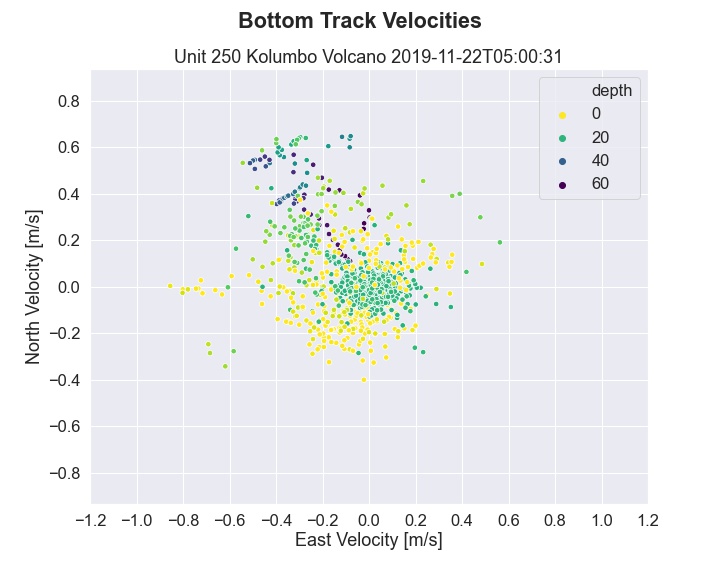 Bottom Track Velocities
Unit 250 Kolumbo Volcano 2019-11-22T05:00:31
depth
0
20
40
60
0.8
0.6
0.4
0.2
0.0
−0.2
−0.4
−0.6
−0.8
North Velocity [m/s]
−1.2 −1.0 −0.8 −0.6 −0.4 −0.2 0.0 0.2 0.4 0.6 0.8 1.0 1.2
East Velocity [m/s]